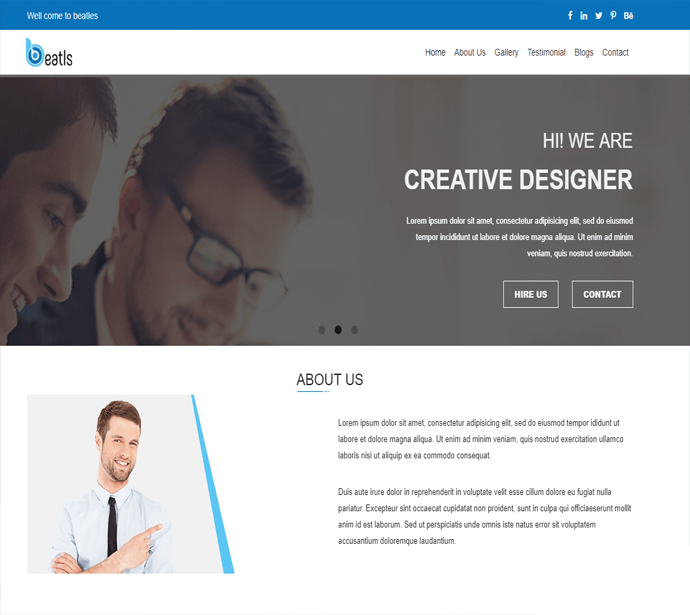 Well come to beatles
beatls
Home About Us Gallery Testimonial Blogs Contact
HI! WE ARE
CREATIVE DESIGNER
Lorem ipsum dolor sit amet, consectetur adipisicing elit, sed do eiusmod
tempor incididunt ut labore et dolore magna aliqua. Ut enim ad minim
veniam, quis nostrud exercitation.
HIRE US CONTACT
ABOUT US
Lorem ipsum dolor sit amet, consectetur adipisicing elit, sed do eiusmod tempor ididunt ut
labore et dolore magna aliqua. Ut enim ad minim veniam, quis nostrud exercitation ullamco
laboris nisi ut aliquip ex ea commodo consequat.
Duis aute irure dolor in reprehenderit in voluptate velit esse cillum dolore eu fugiat nulla
pariatur. Excepteur sint occaecat cupidatat non proident, sunt in culpa qui officiaeserunt mollit
anim id est laborum. Sed ut perspiciatis unde omnis iste natus error sit voluptatem
accusantium doloremque laudantium.